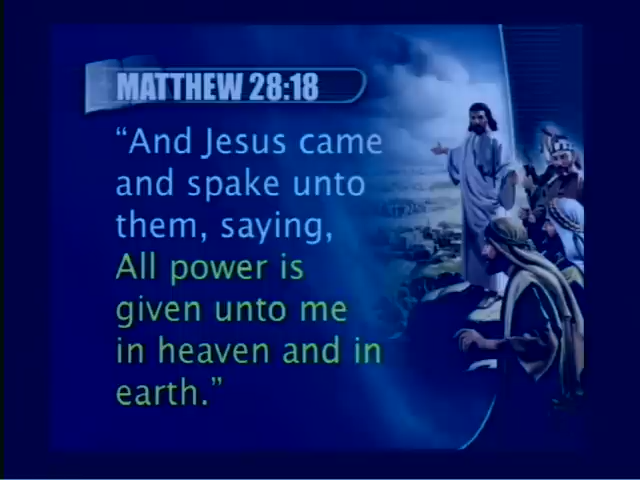 MATTHEW 28:18
“And Jesus came
and spake unto
them, saying,
All power is
given unto me
in heaven and in
earth.”